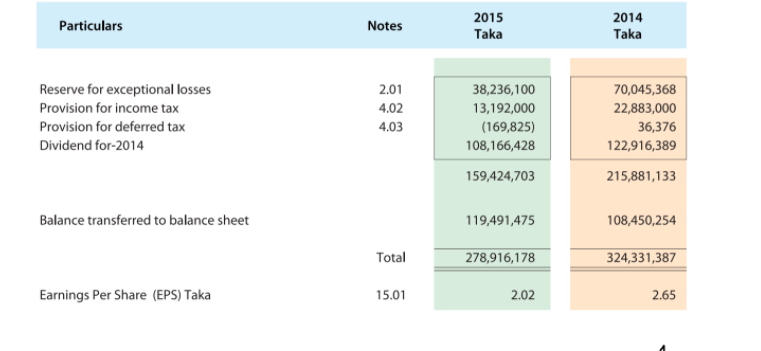 Particulars Notes 2015 Taka 2014 Taka
Reserve for exceptional losses 2.01 38,236,100 70,045,368
Provision for income tax 4.02 13,192,000 22,883,000
Provision for deferred tax 4.03 (169,825) 36,376
Dividend for-2014 108,166,428 122,916,389
159,424,703 215,881,133
Balance transferred to balance sheet 119,491,475 108,450,254
Total 278,916,178 324,331,387
Earnings Per Share (EPS) Taka 15.01 2.02 2.65